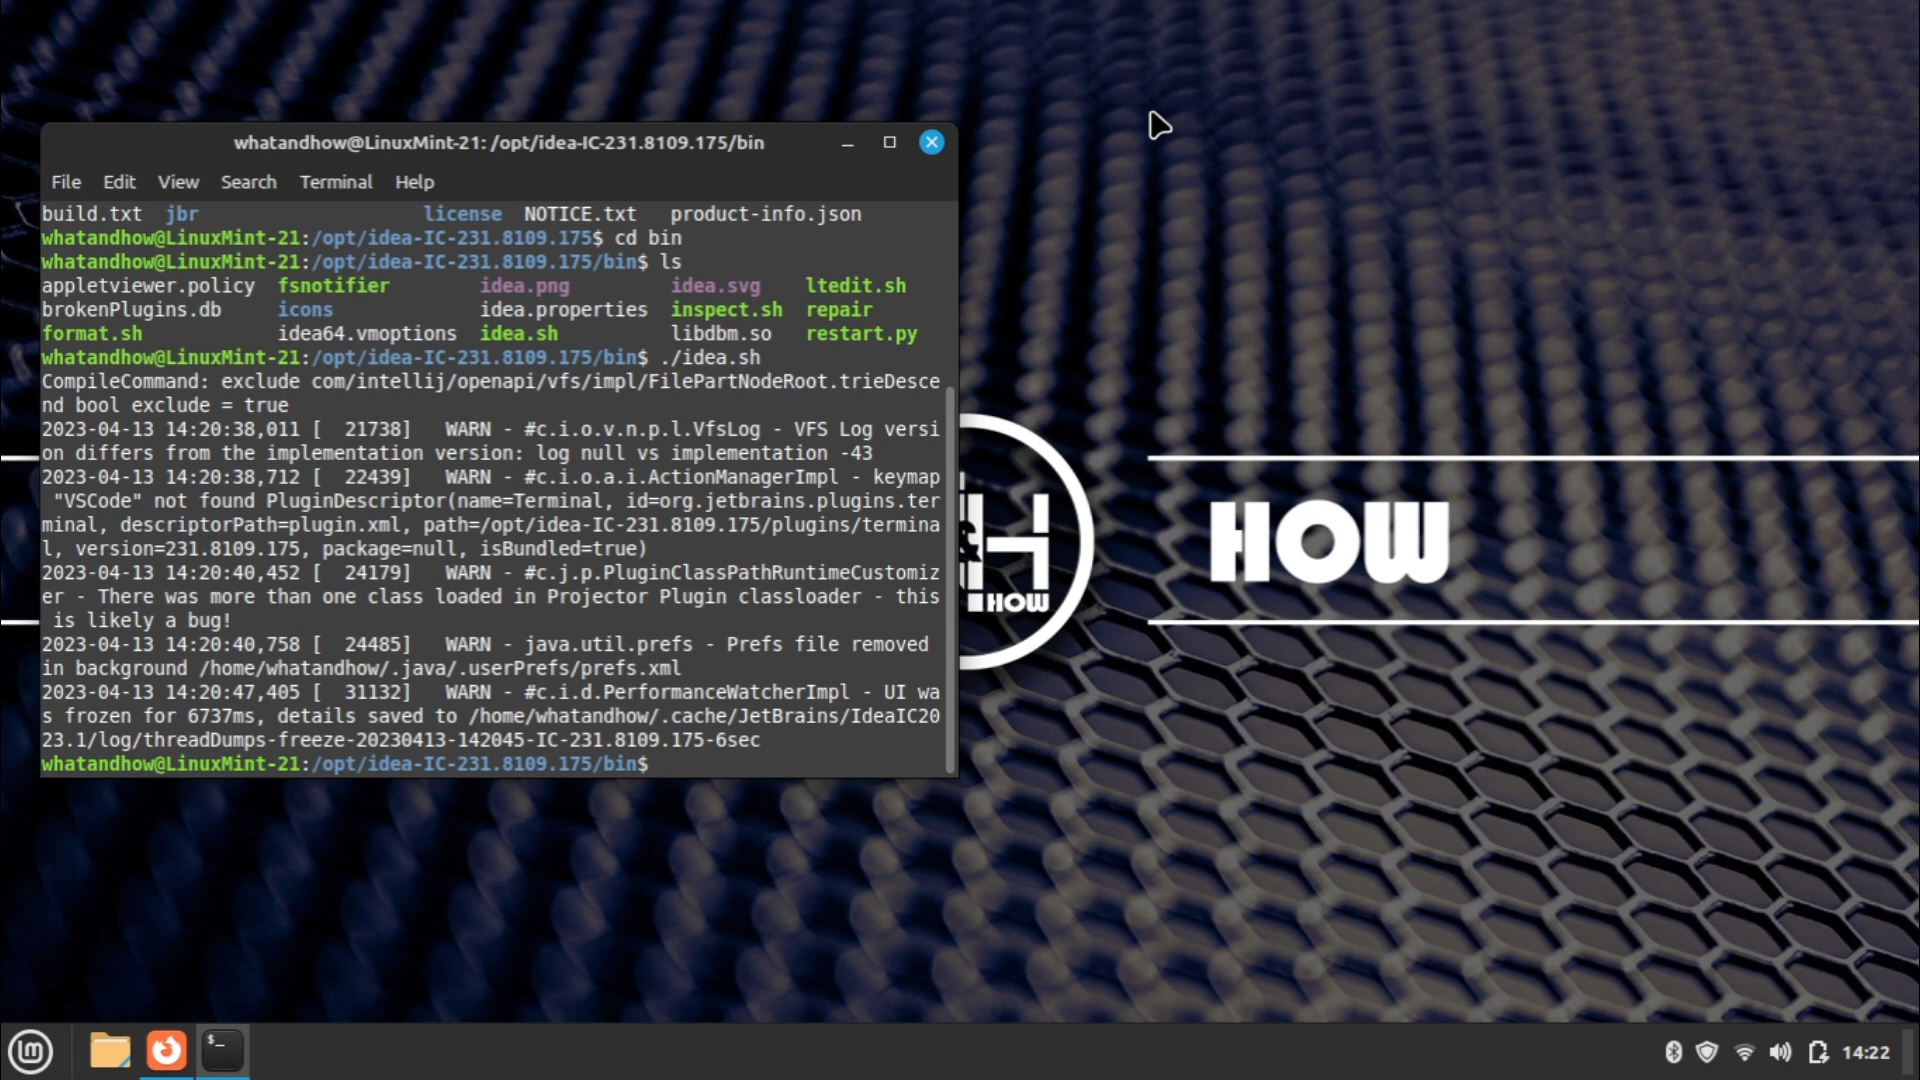 whatandhow@LinuxMint-21: /opt/idea-IC-231.8109.175/bin
File Edit View Search Terminal Help
build.txt jbr license NOTICE.txt product-info.json
whatandhow@LinuxMint-21:/opt/idea-IC-231.8109.175$ cd bin
whatandhow@LinuxMint-21:/opt/idea-IC-231.8109.175/bin$ ls
appletviewer.policy fsnotifier idea.png idea.svg ltedit.sh
brokenPlugins.db icons idea.properties inspect.sh repair
format.sh idea64.vmoptions idea.sh libdbm.so restart.py
whatandhow@LinuxMint-21:/opt/idea-IC-231.8109.175/bin$ ./idea.sh
CompileCommand: exclude com/intellij/openapi/vfs/impl/FilePartNodeRoot.trieDesce
nd bool exclude = true
2023-04-13 14:20:38,011 [  21738]   WARN - #c.i.o.v.n.p.l.VfsLog - VFS Log versi
on differs from the implementation version: log null vs implementation -43
2023-04-13 14:20:38,712 [  22439]   WARN - #c.i.o.a.i.ActionManagerImpl - keymap
 "VSCode" not found PluginDescriptor(name=Terminal, id=org.jetbrains.plugins.ter
minal, descriptorPath=plugin.xml, path=/opt/idea-IC-231.8109.175/plugins/termina
l, version=231.8109.175, package=null, isBundled=true)
2023-04-13 14:20:40,452 [  24179]   WARN - #c.j.p.PluginClassPathRuntimeCustomiz
er - There was more than one class loaded in Projector Plugin classloader - this
 is likely a bug!
2023-04-13 14:20:40,758 [  24485]   WARN - java.util.prefs - Prefs file removed
in background /home/whatandhow/.java/.userPrefs/prefs.xml
2023-04-13 14:20:47,405 [  31132]   WARN - #c.i.d.PerformanceWatcherImpl - UI wa
s frozen for 6737ms, details saved to /home/whatandhow/.cache/JetBrains/IdeaIC20
23.1/log/threadDumps-freeze-20230413-142045-IC-231.8109.175-6sec
whatandhow@LinuxMint-21:/opt/idea-IC-231.8109.175/bin$
& H
HOW
HOW
$_
14:22